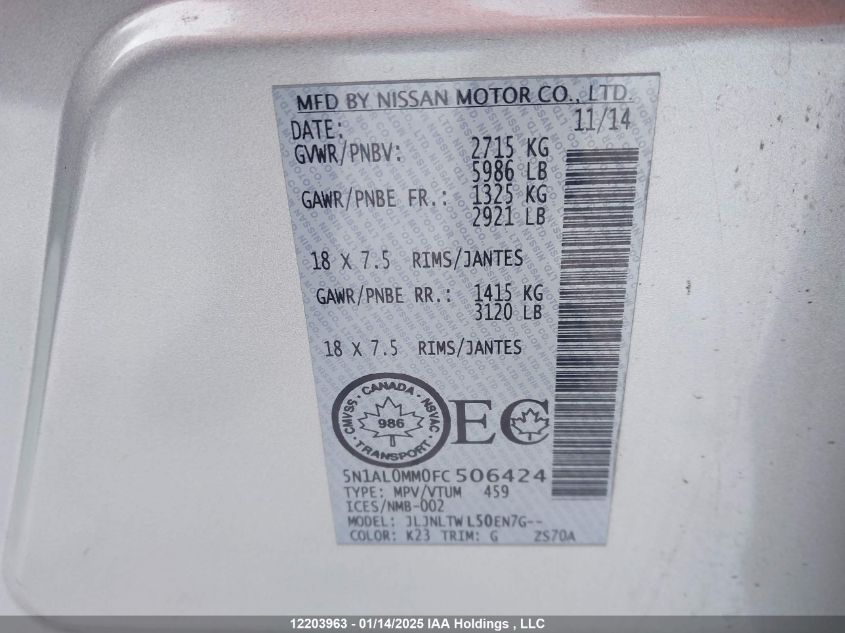 MFD BY NISSAN MOTOR CO., LTD.
DATE: 11/14
GVWR/PNBV: 2715 KG
5986 LB
GAWR/PNBE FR.: 1325 KG
2921 LB
18 X 7.5 RIMS/JANTES
GAWR/PNBE RR.: 1415 KG
3120 LB
18 X 7.5 RIMS/JANTES
CANADA
CMVSS · NSVAC
986
TRANSPORT
EC
5N1AL0MM0FC506424
TYPE: MPV/VTUM 459
ICES/NMB-002
MODEL: JLJNLTWL50EN7G--
COLOR: K23 TRIM: G ZS70A
12203963 - 01/14/2025 IAA Holdings , LLC